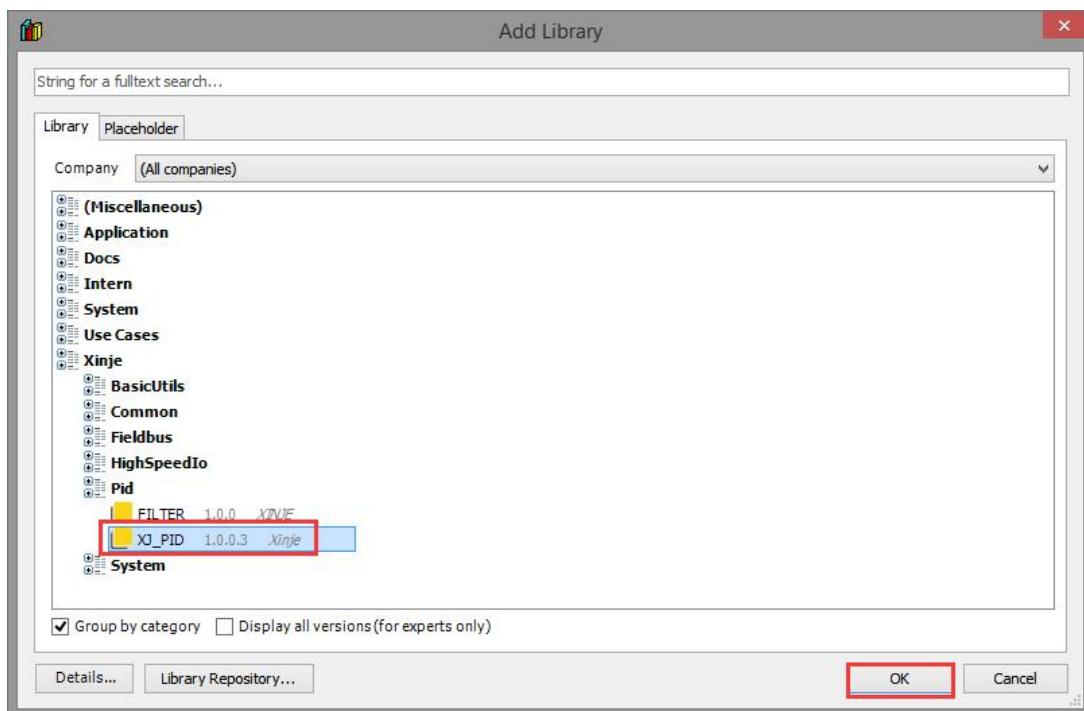 Add Library
String for a fulltext search...
Library Placeholder
Company (All companies)
(Miscellaneous)
Application
Docs
Intern
System
Use Cases
Xinje
BasicUtils
Common
Fieldbus
HighSpeedIo
Pid
FILTER 1.0.0 XINJE
XJ_PID 1.0.0.3 Xinje
System
Group by category Display all versions(for experts only)
Details... Library Repository... OK Cancel